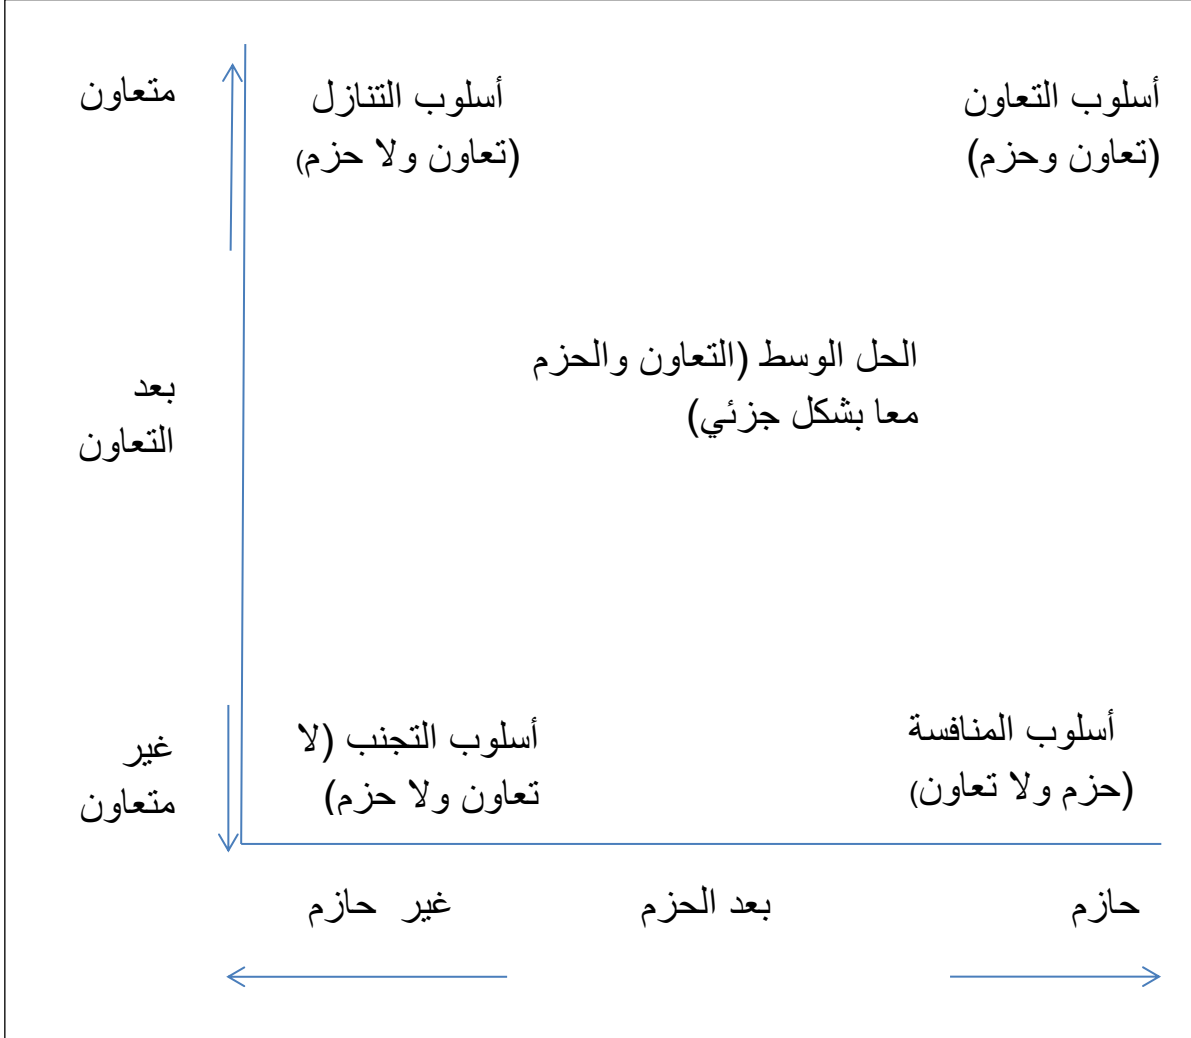 أسلوب التعاون
(تعاون وحزم)
أسلوب التنازل
(تعاون ولا حزم)
متعاون
الحل الوسط (التعاون والحزم
معا بشكل جزئي)
بعد
التعاون
أسلوب المنافسة
(حزم ولا تعاون)
أسلوب التجنب (لا
تعاون ولا حزم)
غير
متعاون
حازم
بعد الحزم
غير حازم